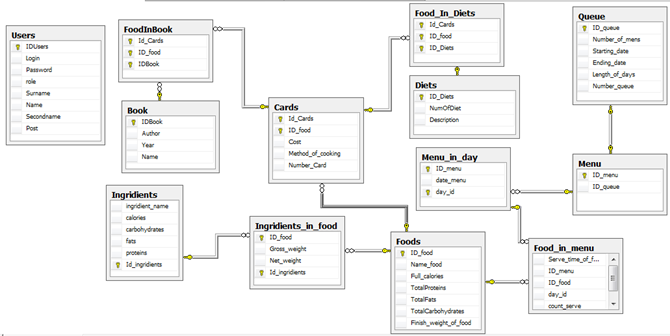 Users
IDUsers
Login
Password
role
Surname
Name
Secondname
Post
FoodInBook
Id_Cards
ID_food
IDBook
Book
IDBook
Author
Year
Name
Cards
Id_Cards
ID_food
Cost
Method_of_cooking
Number_Card
Food_In_Diets
Id_Cards
ID_food
ID_Diets
Diets
ID_Diets
NumOfDiet
Description
Queue
ID_queue
Number_of_mens
Starting_date
Ending_date
Length_of_days
Number_queue
Menu_in_day
ID_menu
date_menu
day_id
Menu
ID_menu
ID_queue
Ingridients
ingridient_name
calories
carbohydrates
fats
proteins
Id_ingridients
Ingridients_in_food
ID_food
Gross_weight
Net_weight
Id_ingridients
Foods
ID_food
Name_food
Full_calories
TotalProteins
TotalFats
TotalCarbohydrates
Finish_weight_of_food
Food_in_menu
Serve_time_of_f...
ID_menu
ID_food
day_id
count_serve